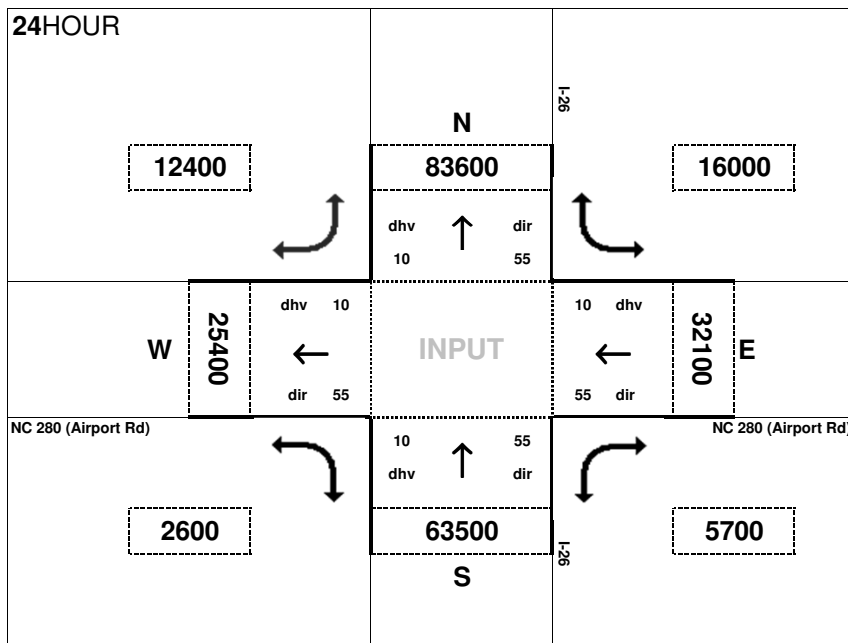 24HOUR
I-26
N
12400
83600
16000
dhv
dir
10
55
dhv
10
10
dhv
W
25400
INPUT
32100
E
dir
55
55
dir
NC 280 (Airport Rd)
10
55
NC 280 (Airport Rd)
dhv
dir
2600
63500
5700
I-26
S